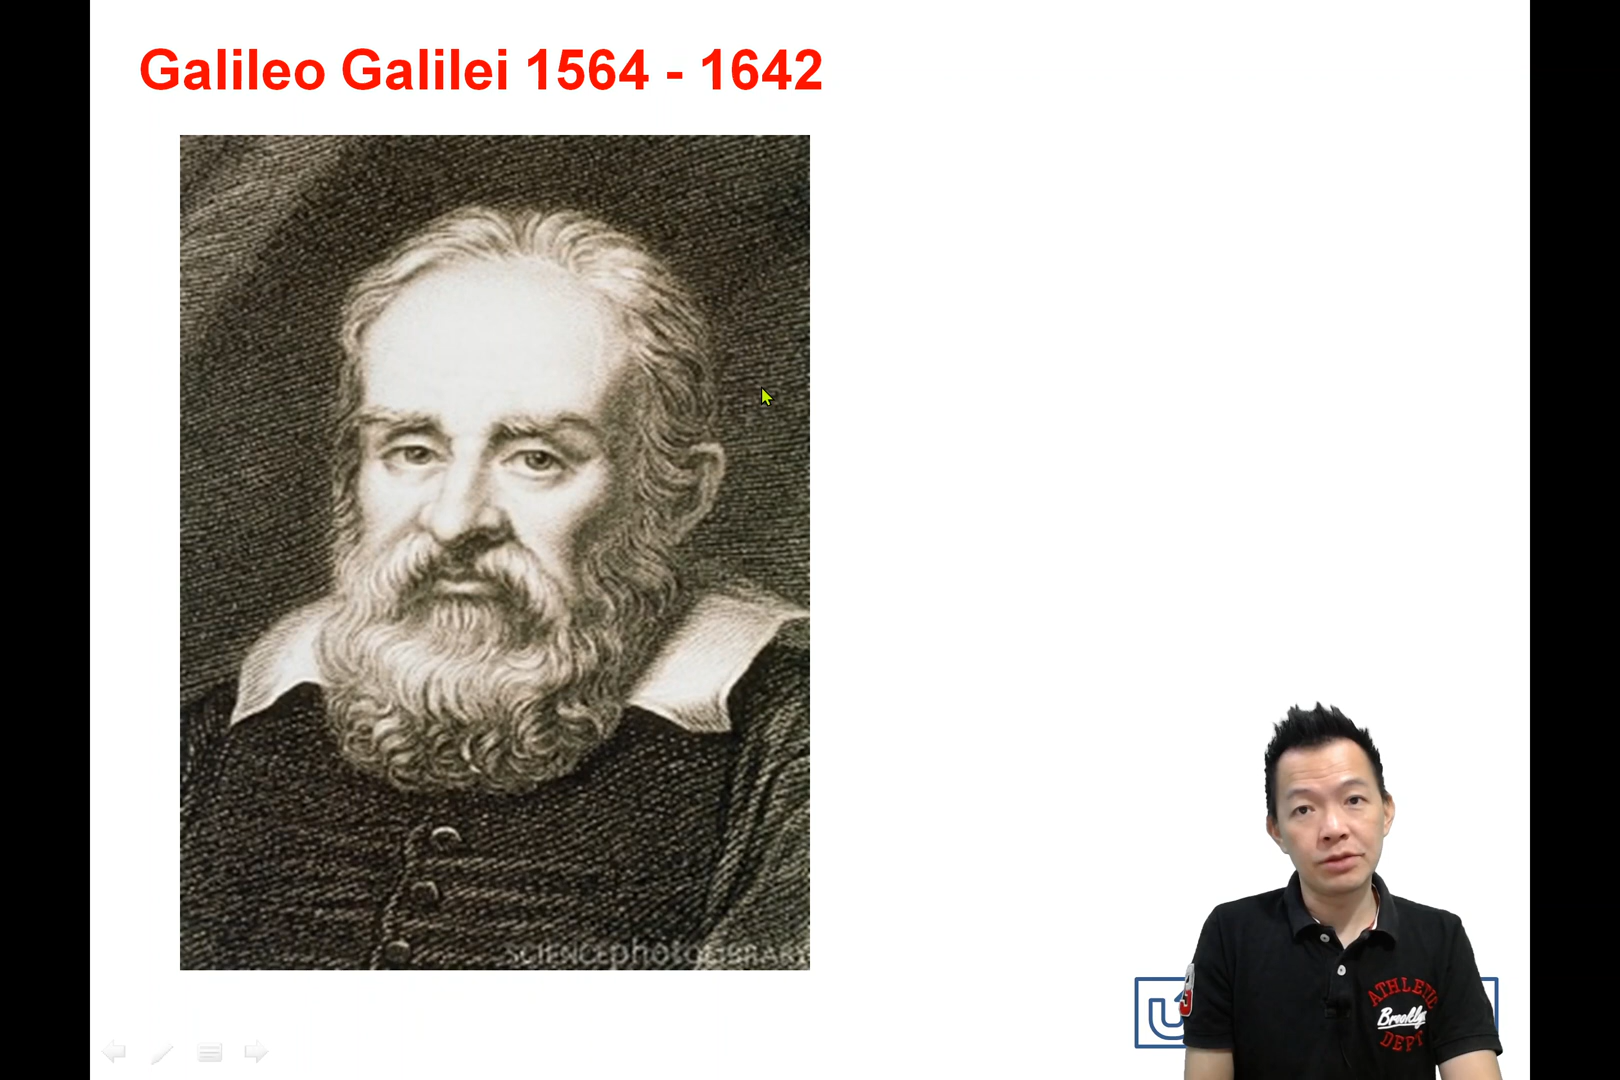 Galileo Galilei 1564 - 1642
SCIENCEPHOTOLIBRARY
ATHLETIC
Brooklyn
DEPT